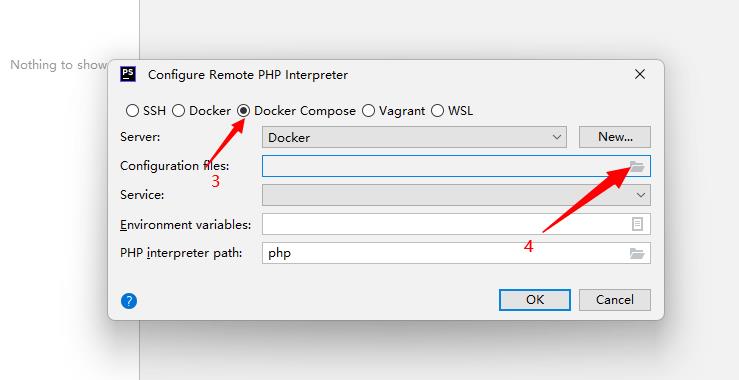 Nothing to show
PS
Configure Remote PHP Interpreter
SSH Docker Docker Compose Vagrant WSL
Server: Docker New...
Configuration files:
3
Service:
4
Environment variables:
PHP interpreter path: php
? OK Cancel